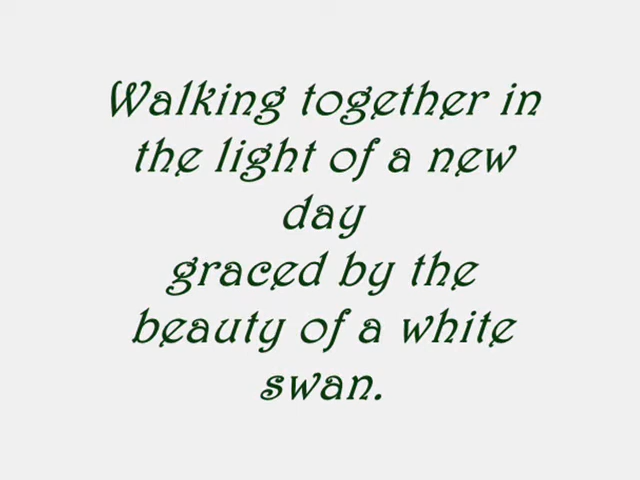 Walking together in
the light of a new
day
graced by the
beauty of a white
swan.